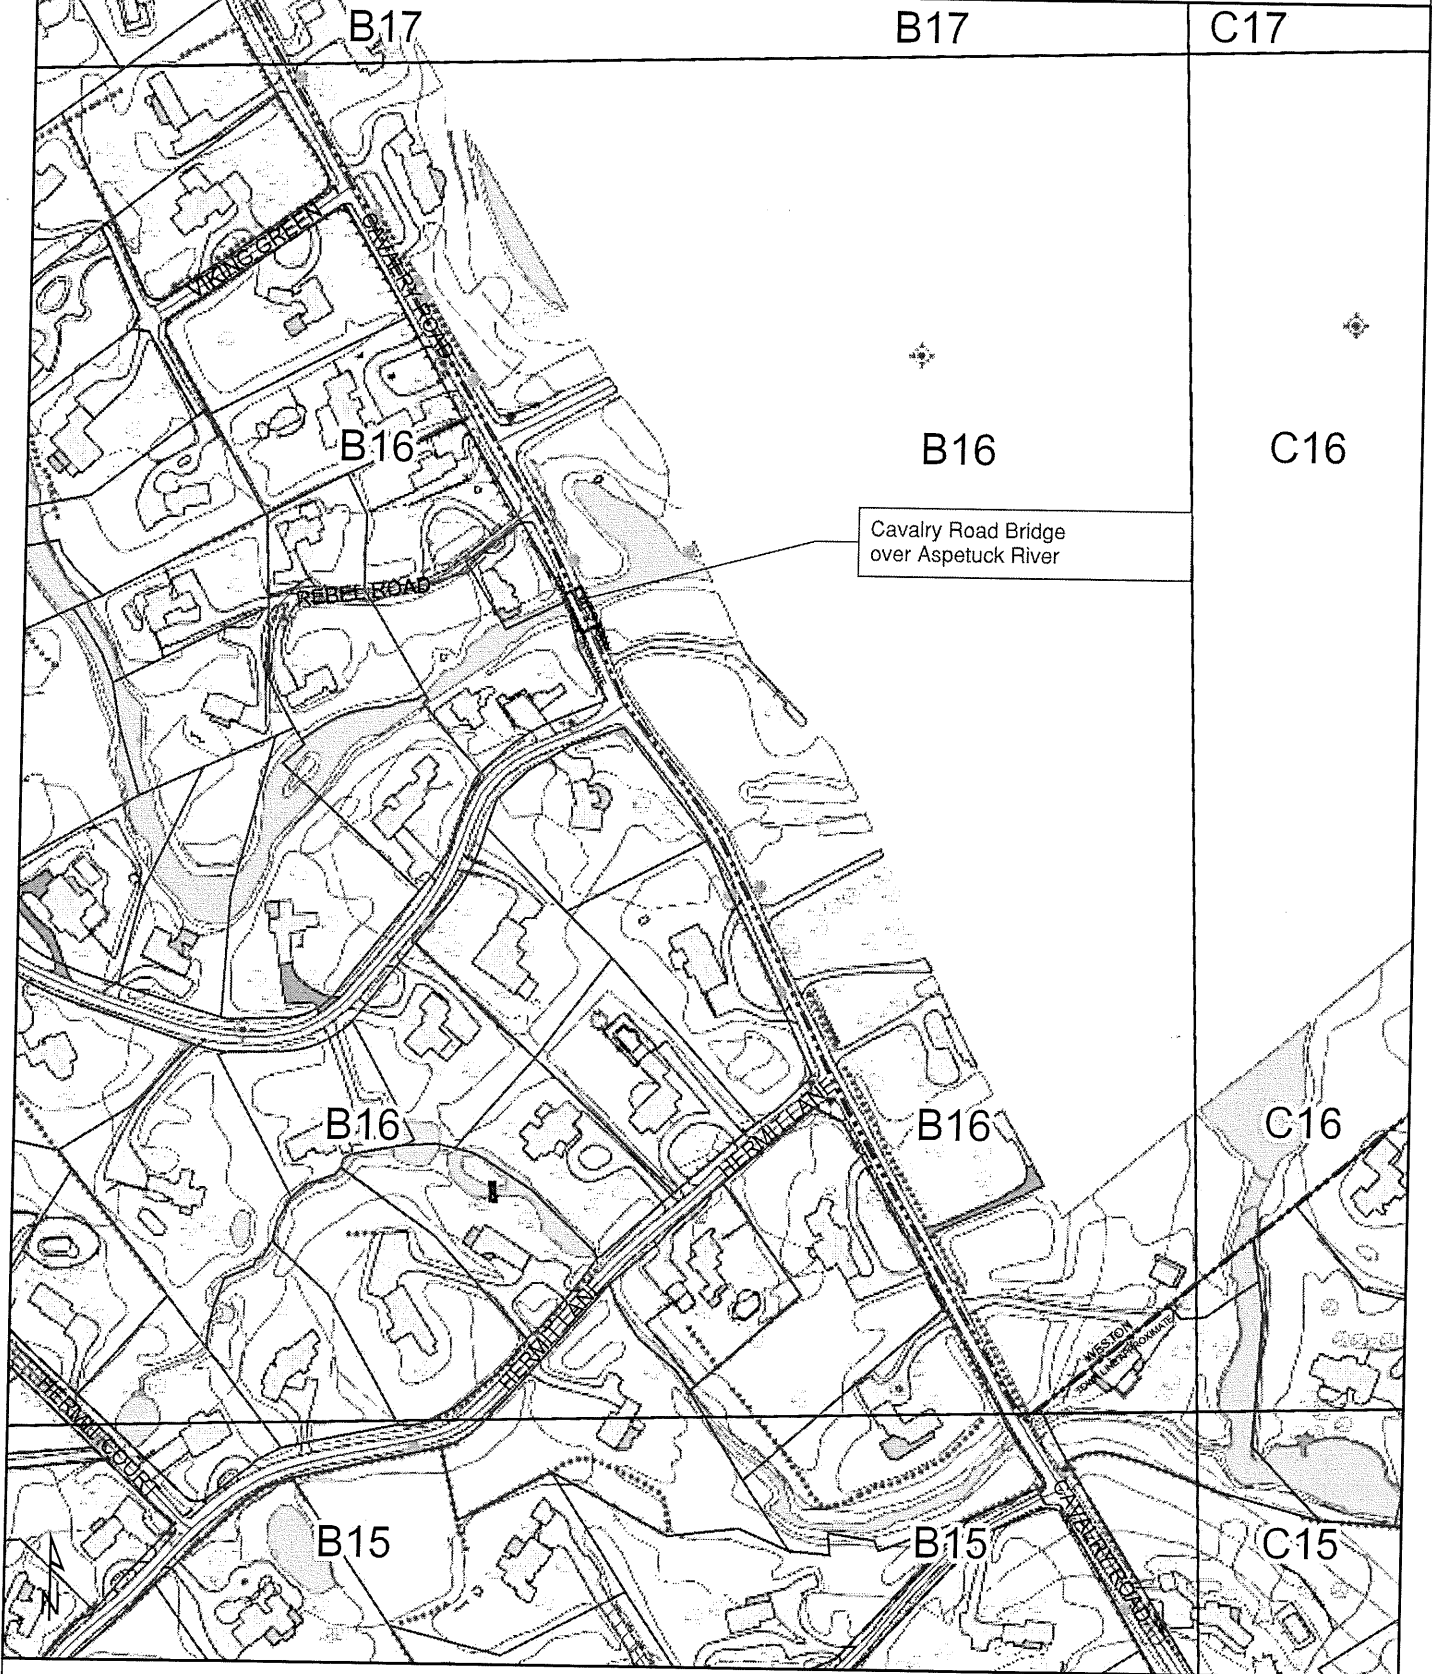 B17
B17
C17
VIKING GREEN
CAVALRY ROAD
B16
B16
C16
Cavalry Road Bridge
over Aspetuck River
REBEL ROAD
B16
HERMIT LANE
B16
C16
HERMIT LANE
WESTON
HERMIT COURT
B15
B15
CAVALRY ROAD
C15
N